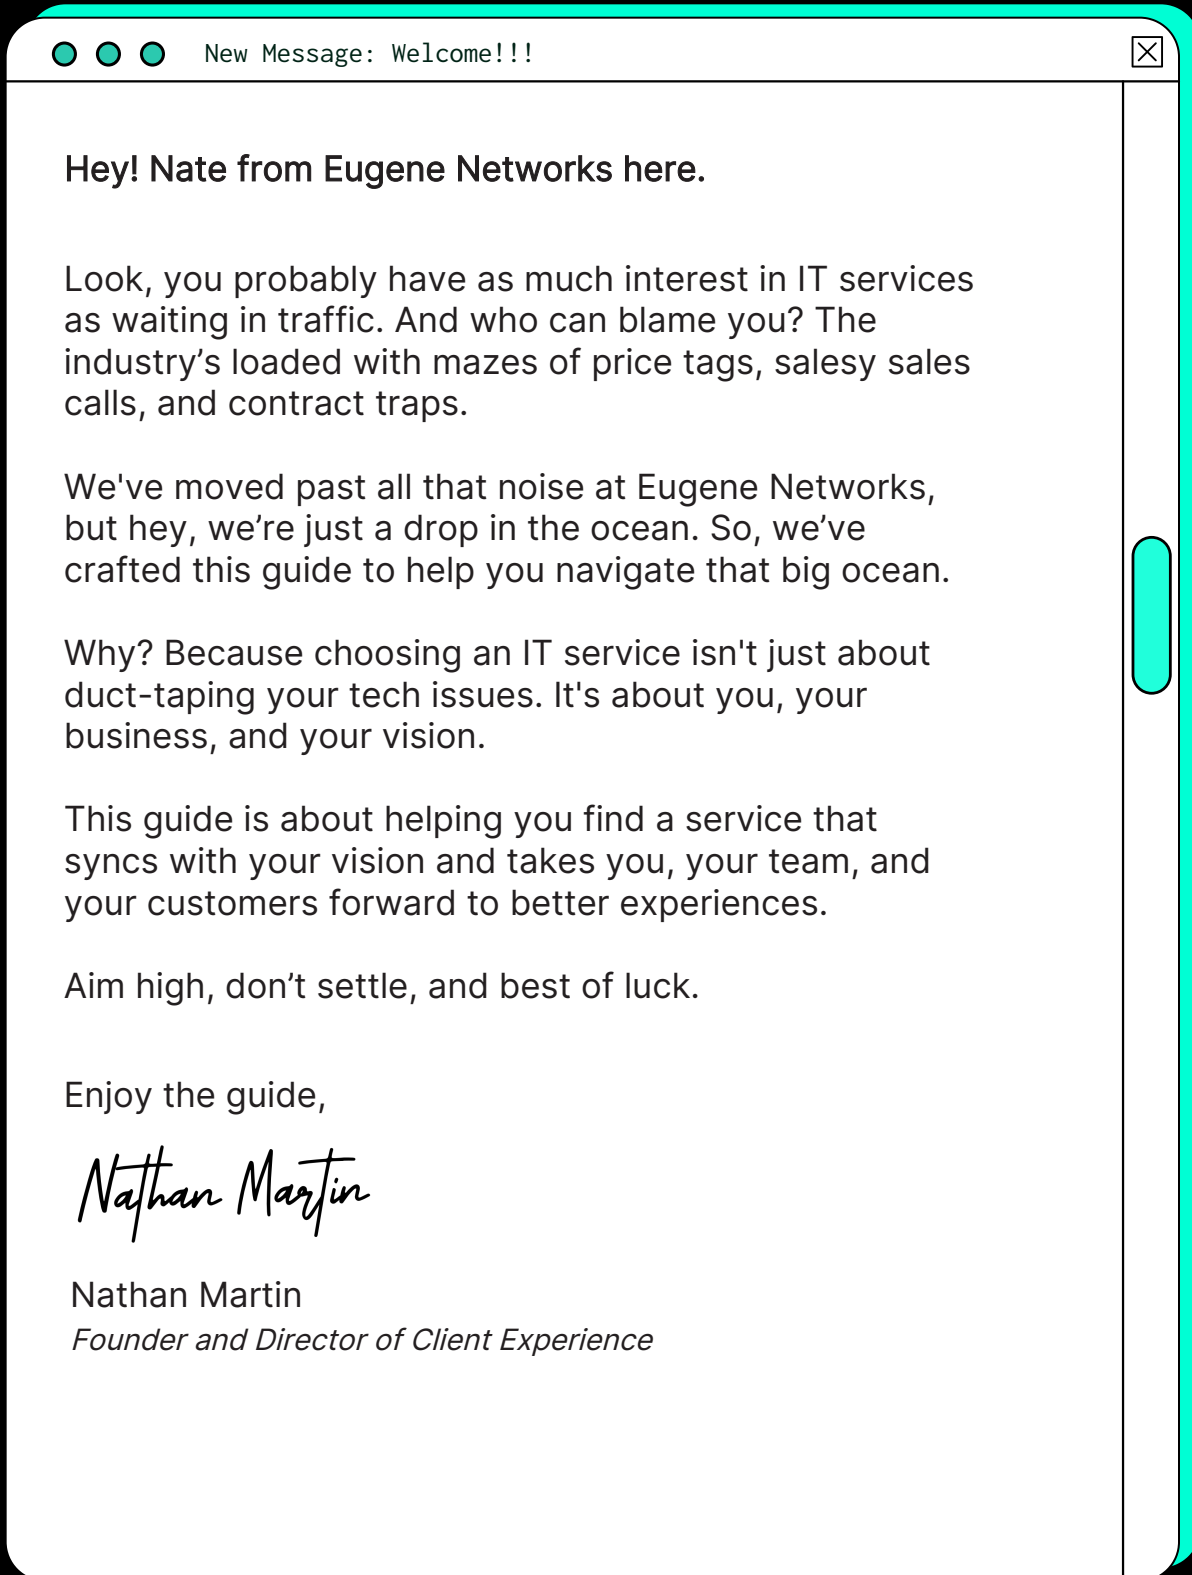 New Message: Welcome!!!
Hey! Nate from Eugene Networks here.
Look, you probably have as much interest in IT services
as waiting in traffic. And who can blame you? The
industry’s loaded with mazes of price tags, salesy sales
calls, and contract traps.
We've moved past all that noise at Eugene Networks,
but hey, we’re just a drop in the ocean. So, we’ve
crafted this guide to help you navigate that big ocean.
Why? Because choosing an IT service isn't just about
duct-taping your tech issues. It's about you, your
business, and your vision.
This guide is about helping you find a service that
syncs with your vision and takes you, your team, and
your customers forward to better experiences.
Aim high, don’t settle, and best of luck.
Enjoy the guide,
Nathan Martin
Nathan Martin
Founder and Director of Client Experience